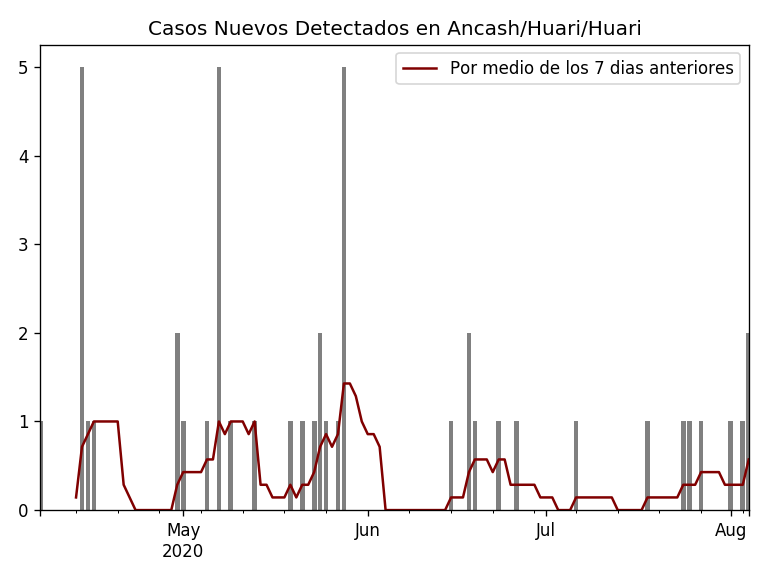 Casos Nuevos Detectados en Ancash/Huari/Huari
Por medio de los 7 dias anteriores
5
4
3
2
1
0
May
2020
Jun
Jul
Aug